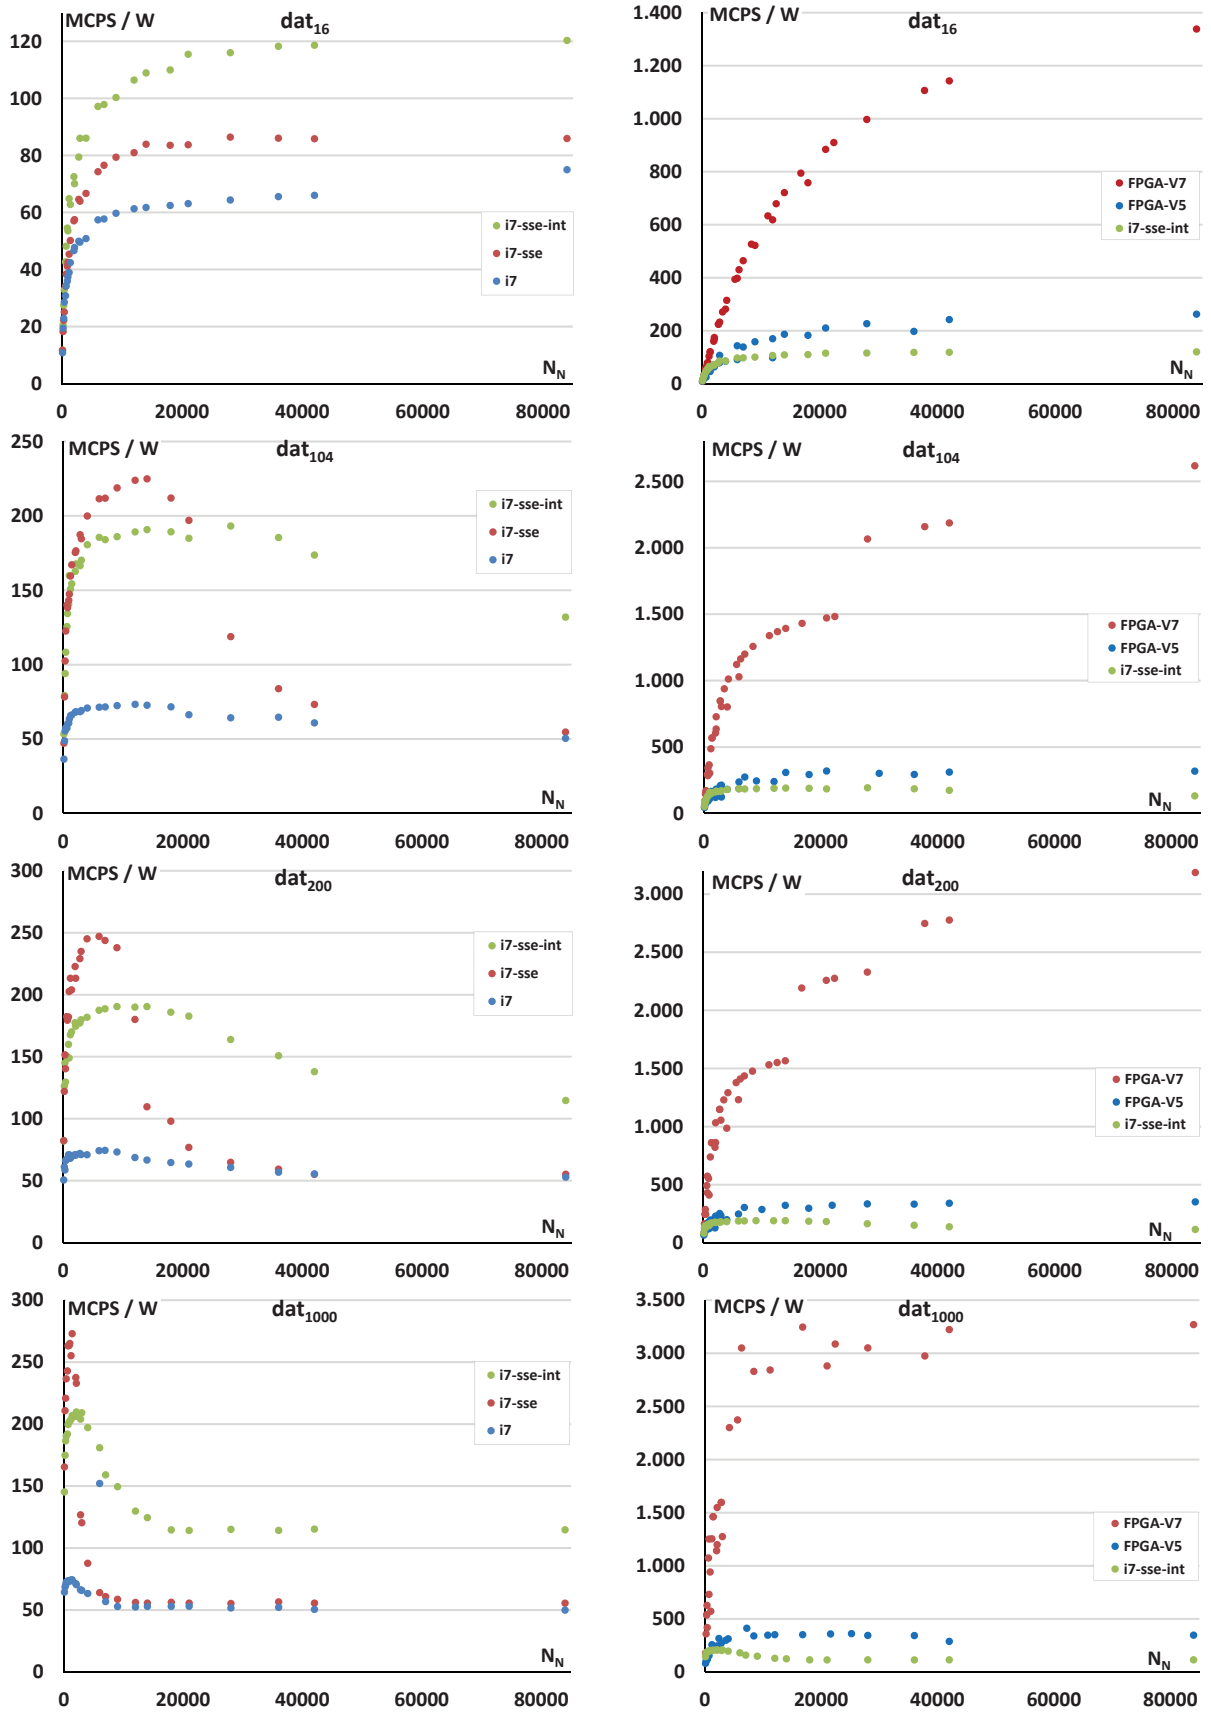 MCPS / W
dat16
120
100
80
60
40
20
0
i7-sse-int
i7-sse
i7
NN
0 20000 40000 60000 80000
MCPS / W
dat16
1.400
1.200
1.000
800
600
400
200
0
FPGA-V7
FPGA-V5
i7-sse-int
NN
0 20000 40000 60000 80000
MCPS / W
dat104
250
200
150
100
50
0
i7-sse-int
i7-sse
i7
NN
0 20000 40000 60000 80000
MCPS / W
dat104
2.500
2.000
1.500
1.000
500
0
FPGA-V7
FPGA-V5
i7-sse-int
NN
0 20000 40000 60000 80000
MCPS / W
dat200
300
250
200
150
100
50
0
i7-sse-int
i7-sse
i7
NN
0 20000 40000 60000 80000
MCPS / W
dat200
3.000
2.500
2.000
1.500
1.000
500
0
FPGA-V7
FPGA-V5
i7-sse-int
NN
0 20000 40000 60000 80000
MCPS / W
dat1000
300
250
200
150
100
50
0
i7-sse-int
i7-sse
i7
NN
0 20000 40000 60000 80000
MCPS / W
dat1000
3.500
3.000
2.500
2.000
1.500
1.000
500
0
FPGA-V7
FPGA-V5
i7-sse-int
NN
0 20000 40000 60000 80000